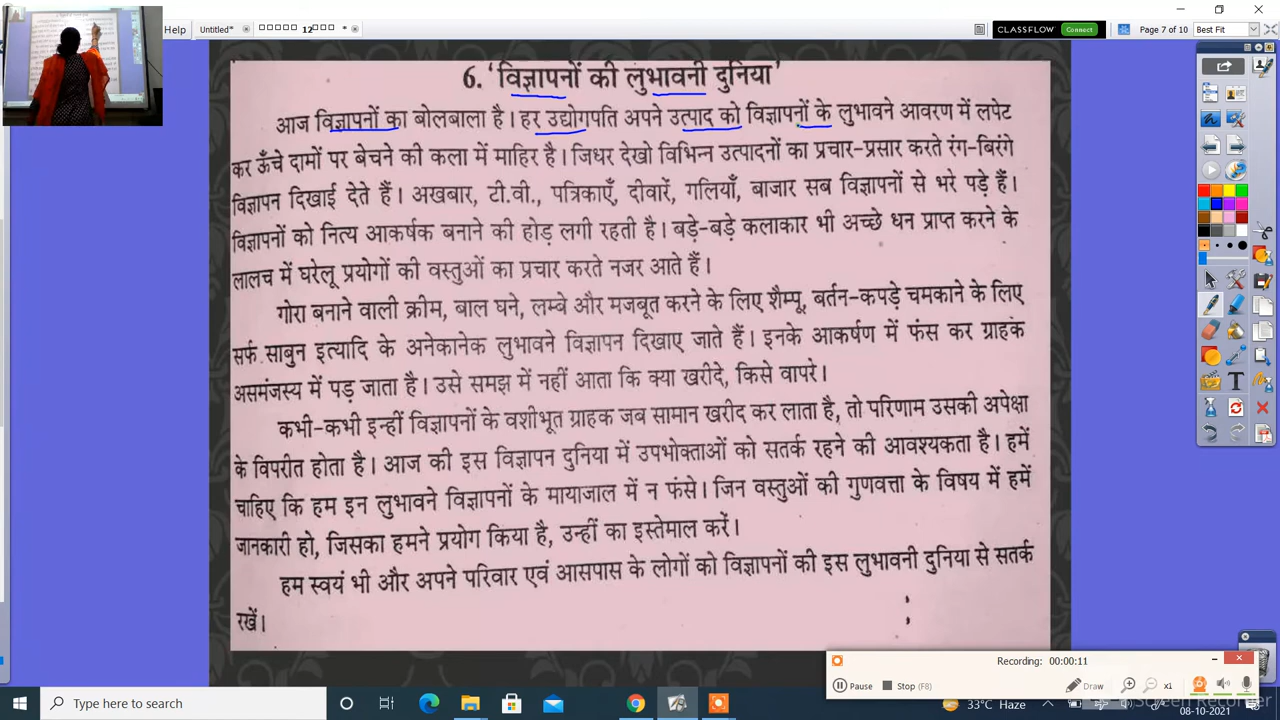 Help
Untitled*
12
*
CLASSFLOW
Connect
Page 7 of 10
Best Fit
6. 'विज्ञापनों की लुभावनी दुनिया'
आज विज्ञापनों का बोलबाला है। हर उद्योगपति अपने उत्पाद को विज्ञापनों के लुभावने आवरण में लपेट
कर ऊँचे दामों पर बेचने की कला में माहिर है। जिधर देखो विभिन्न उत्पादनों का प्रचार-प्रसार करते रंग-बिरंगे
विज्ञापन दिखाई देते हैं। अखबार, टी.वी., पत्रिकाएँ, दीवारें, गलियाँ, बाजार सब विज्ञापनों से भरे पड़े हैं।
विज्ञापनों को नित्य आकर्षक बनाने की होड़ लगी रहती है। बड़े-बड़े कलाकार भी अच्छे धन प्राप्त करने के
लालच में घरेलू प्रयोगों की वस्तुओं का प्रचार करते नजर आते हैं।
गोरा बनाने वाली क्रीम, बाल घने, लम्बे और मजबूत करने के लिए शैम्पू, बर्तन-कपड़े चमकाने के लिए
सर्फ साबुन इत्यादि के अनेकानेक लुभावने विज्ञापन दिखाए जाते हैं। इनके आकर्षण में फंस कर ग्राहक
असमंजस्य में पड़ जाता है। उसे समझ में नहीं आता कि क्या खरीदे, किसे वापरे।
कभी-कभी इन्हीं विज्ञापनों के वशीभूत ग्राहक जब सामान खरीद कर लाता है, तो परिणाम उसकी अपेक्षा
के विपरीत होता है। आज की इस विज्ञापन दुनिया में उपभोक्ताओं को सतर्क रहने की आवश्यकता है। हमें
चाहिए कि हम इन लुभावने विज्ञापनों के मायाजाल में न फंसे। जिन वस्तुओं की गुणवत्ता के विषय में हमें
जानकारी हो, जिसका हमने प्रयोग किया है, उन्हीं का इस्तेमाल करें।
हम स्वयं भी और अपने परिवार एवं आसपास के लोगों को विज्ञापनों की इस लुभावनी दुनिया से सतर्क
रखें।
Recording: 00:00:11
Pause
Stop (F8)
Draw
x1
Screen Recorder
Type here to search
33°C Haze
08-10-2021